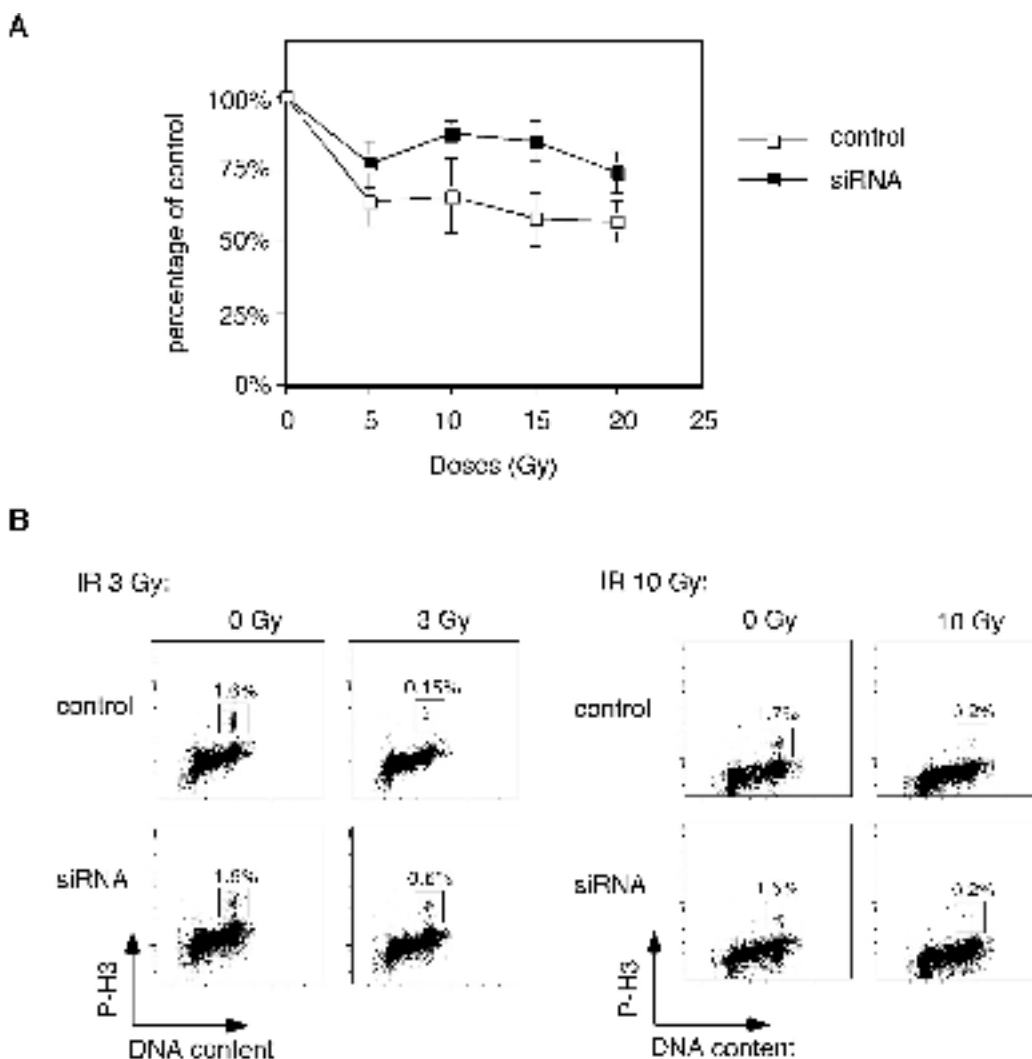 A
percentage of control
100%
75%
50%
25%
0%
0 5 10 15 20 25
Doses (Gy)
control
siRNA
B
IR 3 Gy:
0 Gy 3 Gy
control
0.15%
siRNA
P-H3
DNA content
IR 10 Gy:
0 Gy 10 Gy
control
siRNA
P-H3
DNA content